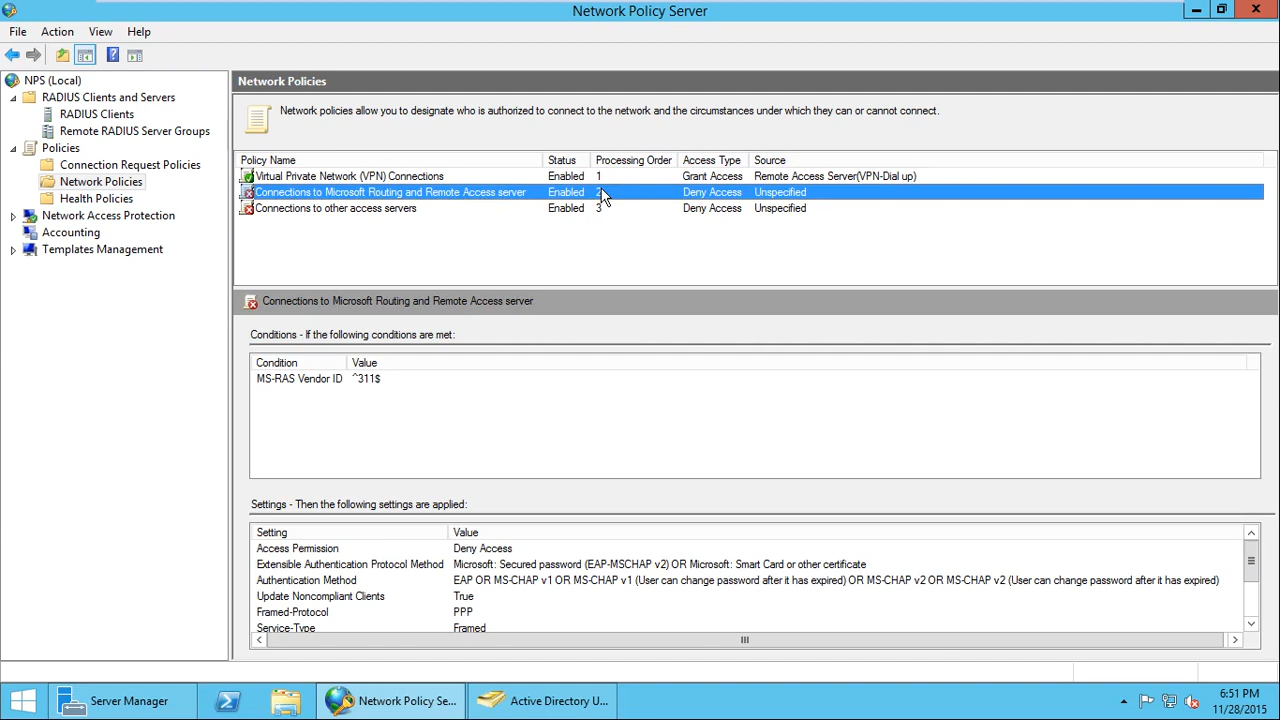 Network Policy Server
File Action View Help
NPS (Local)
RADIUS Clients and Servers
RADIUS Clients
Remote RADIUS Server Groups
Policies
Connection Request Policies
Network Policies
Health Policies
Network Access Protection
Accounting
Templates Management
Network Policies
Network policies allow you to designate who is authorized to connect to the network and the circumstances under which they can or cannot connect.
Policy Name Status Processing Order Access Type Source
Virtual Private Network (VPN) Connections Enabled 1 Grant Access Remote Access Server(VPN-Dial up)
Connections to Microsoft Routing and Remote Access server Enabled 2 Deny Access Unspecified
Connections to other access servers Enabled 3 Deny Access Unspecified
Connections to Microsoft Routing and Remote Access server
Conditions - If the following conditions are met:
Condition Value
MS-RAS Vendor ID ^311$
Settings - Then the following settings are applied:
Setting Value
Access Permission Deny Access
Extensible Authentication Protocol Method Microsoft: Secured password (EAP-MSCHAP v2) OR Microsoft: Smart Card or other certificate
Authentication Method EAP OR MS-CHAP v1 OR MS-CHAP v1 (User can change password after it has expired) OR MS-CHAP v2 OR MS-CHAP v2 (User can change password after it has expired)
Update Noncompliant Clients True
Framed-Protocol PPP
Service-Type Framed
Server Manager
Network Policy Se...
Active Directory U...
6:51 PM
11/28/2015